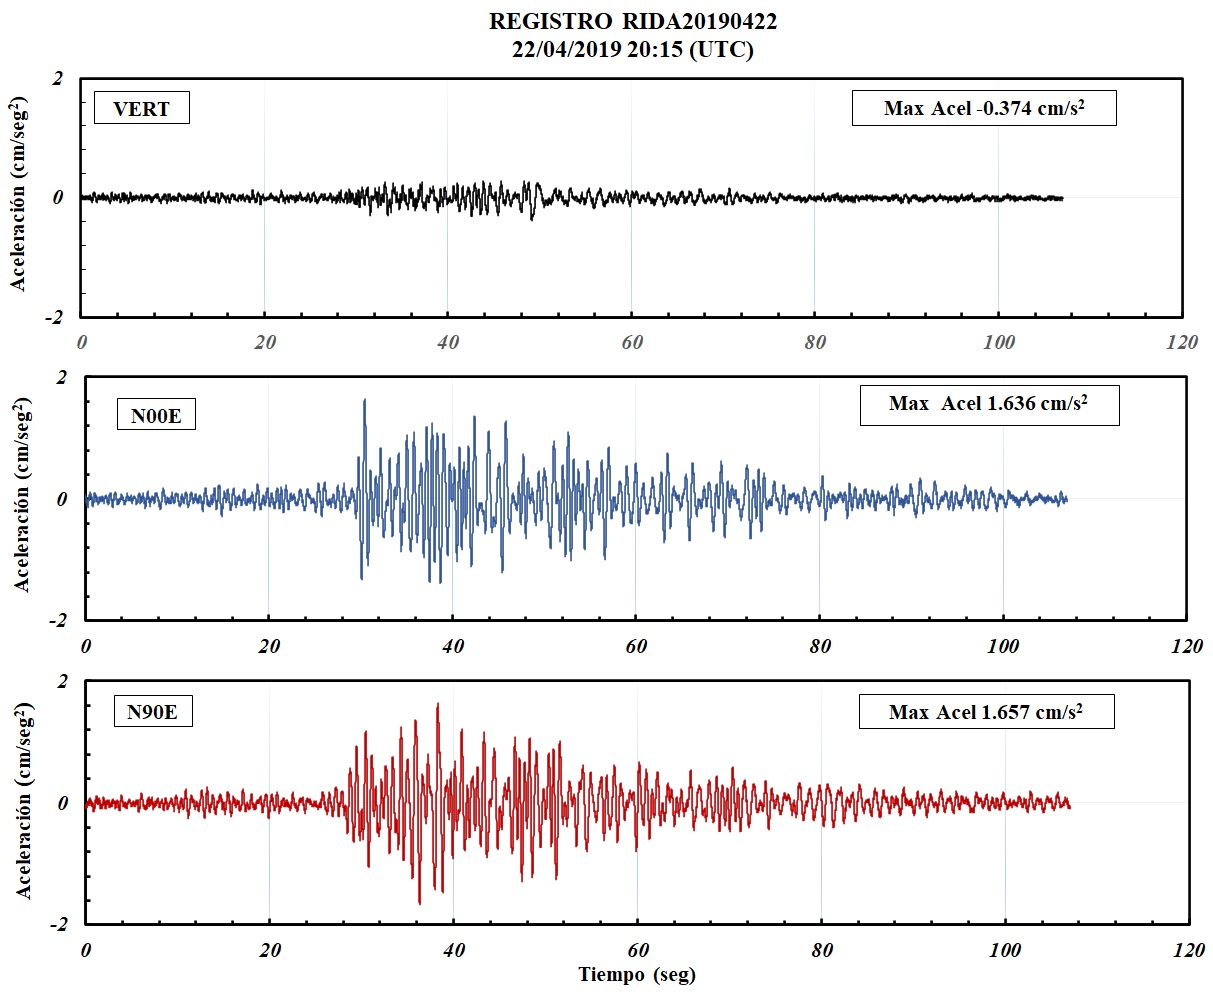 REGISTRO RIDA20190422
22/04/2019 20:15 (UTC)
Aceleración (cm/seg²)
2
0
-2
VERT
Max Acel -0.374 cm/s²
0 20 40 60 80 100 120
Aceleración (cm/seg²)
2
0
-2
N00E
Max Acel 1.636 cm/s²
0 20 40 60 80 100 120
Aceleración (cm/seg²)
2
0
-2
N90E
Max Acel 1.657 cm/s²
0 20 40 60 80 100 120
Tiempo (seg)